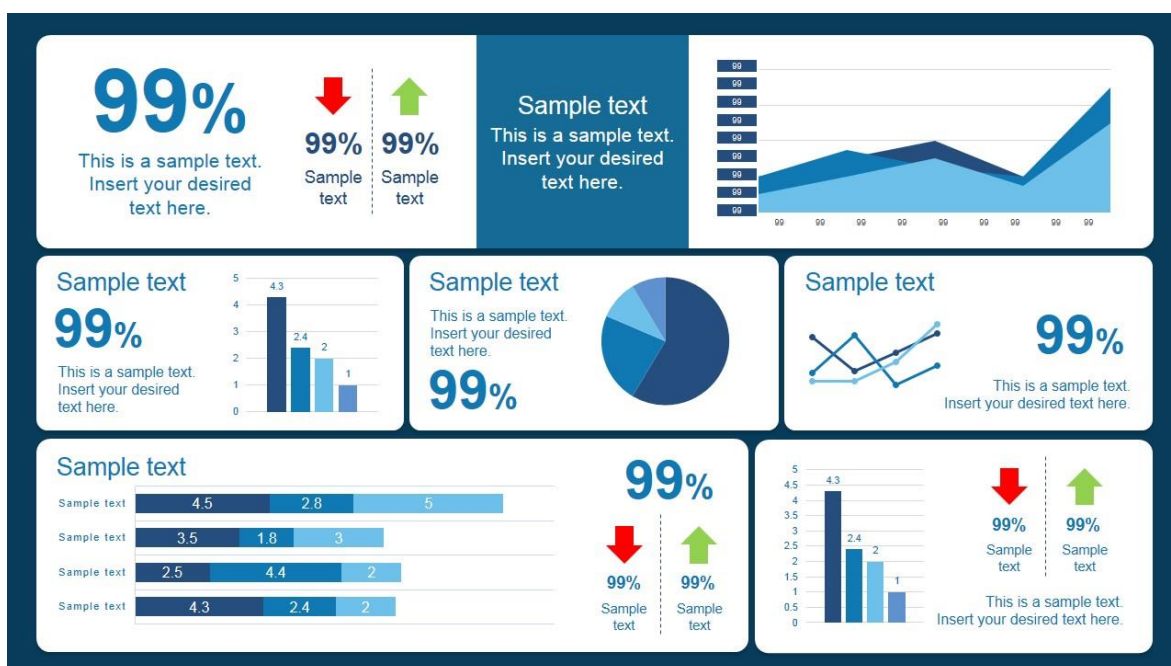 99%
This is a sample text.
Insert your desired
text here.
99%
Sample
text
99%
Sample
text
Sample text
This is a sample text.
Insert your desired
text here.
99
99
99
99
99
99
99
99
99
99 99 99 99 99 99 99 99 99
Sample text
99%
This is a sample text.
Insert your desired
text here.
5
4
3
2
1
0
4.3
2.4
2
1
Sample text
This is a sample text.
Insert your desired
text here.
99%
Sample text
99%
This is a sample text.
Insert your desired text here.
Sample text
Sample text 4.5 2.8 5
Sample text 3.5 1.8 3
Sample text 2.5 4.4 2
Sample text 4.3 2.4 2
99%
99%
Sample
text
99%
Sample
text
5
4.5
4
3.5
3
2.5
2
1.5
1
0.5
0
4.3
2.4
2
1
99%
Sample
text
99%
Sample
text
This is a sample text.
Insert your desired text here.